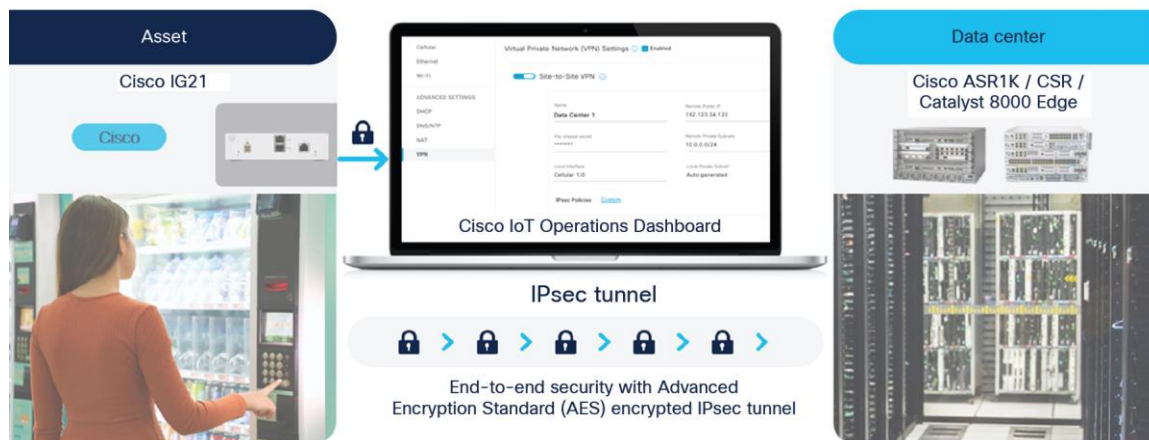 Asset
Cisco IG21
Cisco
Cellular
Ethernet
Wi-Fi
ADVANCED SETTINGS
DHCP
DNS/NTP
NAT
VPN
Virtual Private Network (VPN) Settings
Enabled
Site-to-Site VPN
Name
Data Center 1
Remote Public IP
Pre-shared secret
*******
Remote Private Subnets
10.0.0.0/24
Local Interface
Cellular 1/0
Local Private Subnet
Auto generated
IPsec Policies
Custom
Cisco IoT Operations Dashboard
IPsec tunnel
End-to-end security with Advanced
Encryption Standard (AES) encrypted IPsec tunnel
Data center
Cisco ASR1K / CSR /
Catalyst 8000 Edge